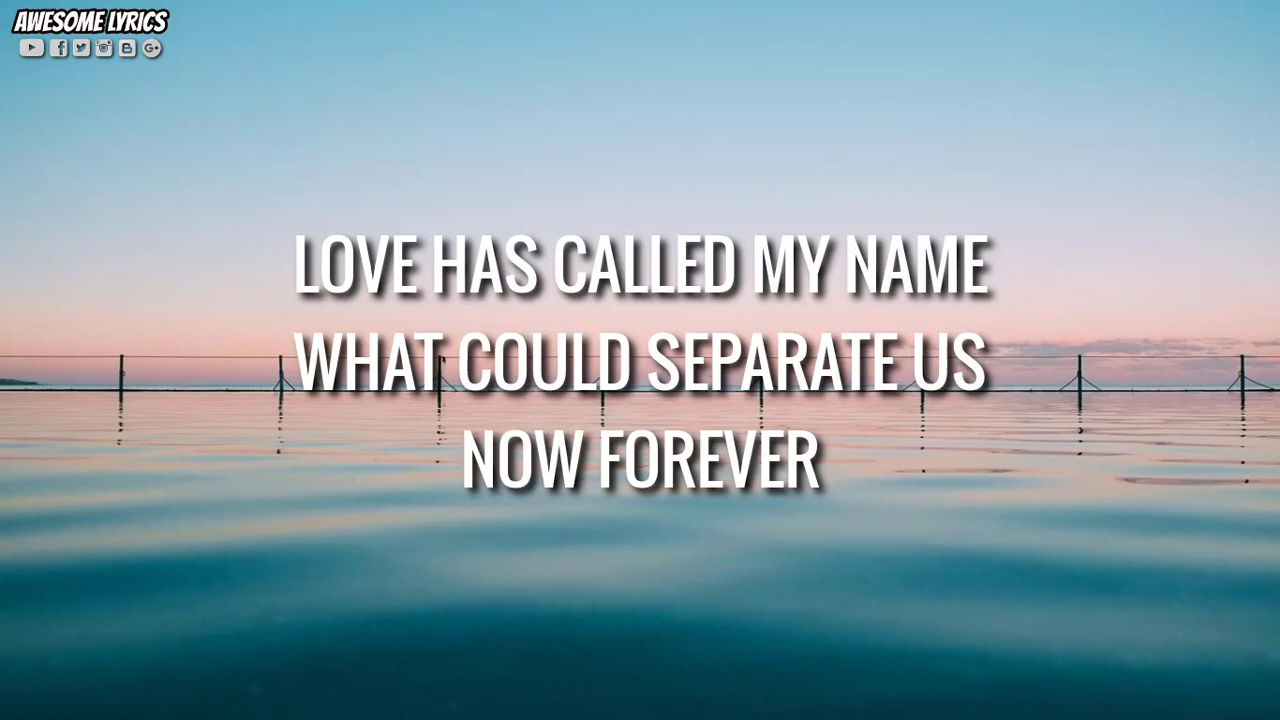 AWESOME LYRICS
LOVE HAS CALLED MY NAME
WHAT COULD SEPARATE US
NOW FOREVER